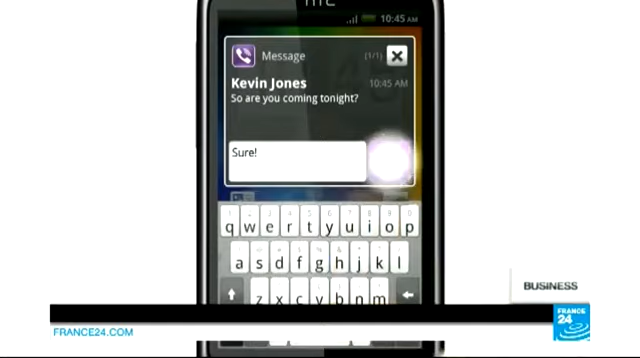 hTC
10:45 AM
Message
(1/1)
Kevin Jones
10:45 AM
So are you coming tonight?
Sure!
q w e r t y u i o p
a s d f g h j k l
z x c v b n m
BUSINESS
FRANCE
24
FRANCE24.COM